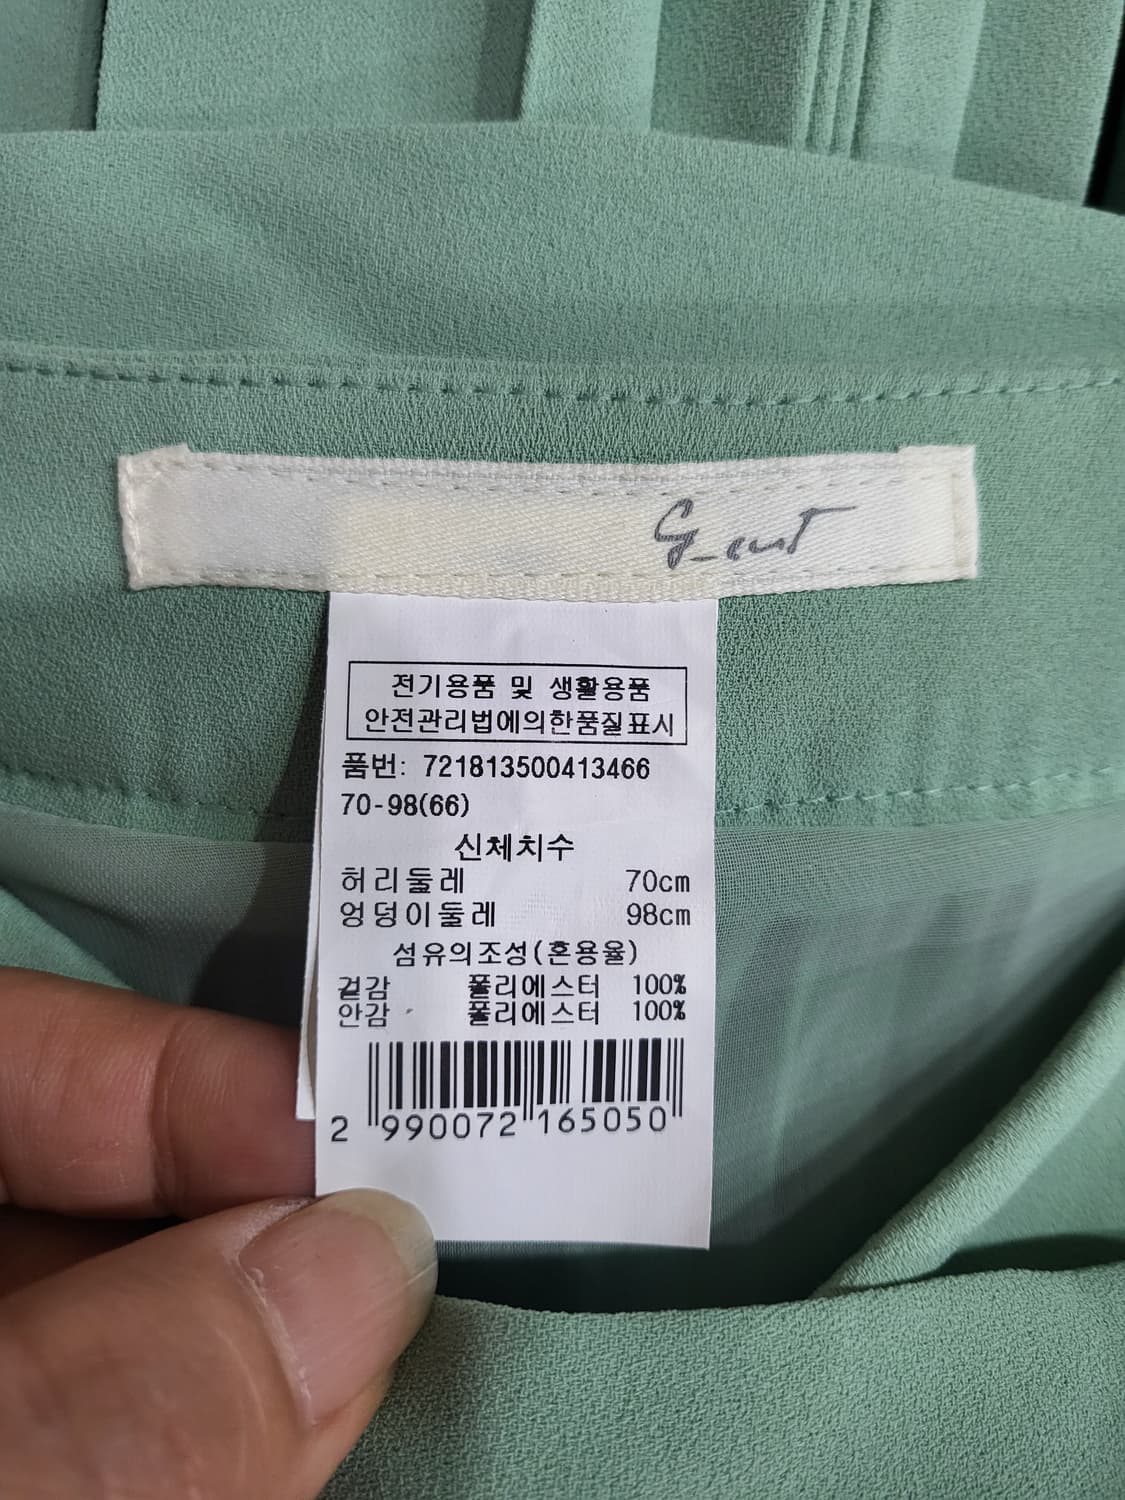 G_cut
전기용품 및 생활용품
안전관리법에의한품질표시
품번: 721813500413466
70-98(66)
신체치수
허리둘레 70cm
엉덩이둘레 98cm
섬유의조성(혼용율)
겉감 폴리에스터 100%
안감 폴리에스터 100%
2 990072 165050